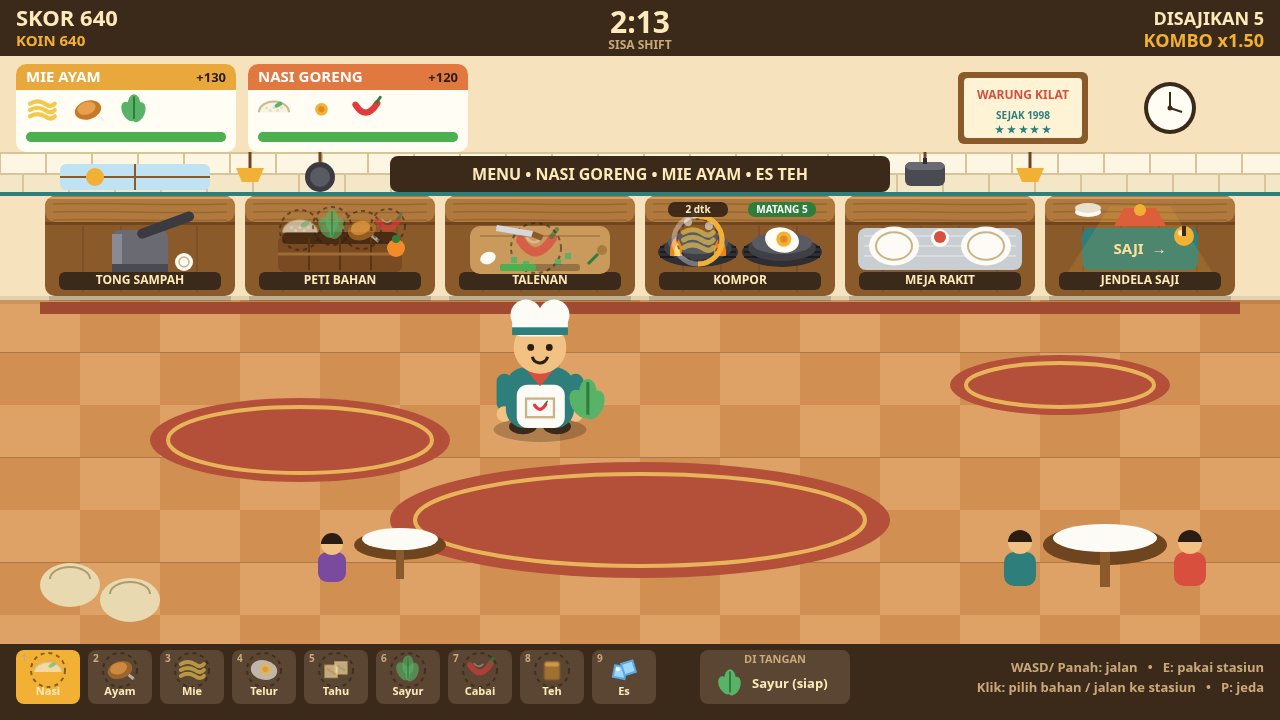 SKOR 640
KOIN 640
2:13
SISA SHIFT
DISAJIKAN 5
KOMBO x1.50
MIE AYAM +130
NASI GORENG +120
WARUNG KILAT
SEJAK 1998
★★★★★
MENU • NASI GORENG • MIE AYAM • ES TEH
2 dtk
MATANG 5
SAJI →
TONG SAMPAH
PETI BAHAN
TALENAN
KOMPOR
MEJA RAKIT
JENDELA SAJI
2 3 4 5 6 7 8 9
Nasi Ayam Mie Telur Tahu Sayur Cabai Teh Es
DI TANGAN
Sayur (siap)
WASD/ Panah: jalan • E: pakai stasiun
Klik: pilih bahan / jalan ke stasiun • P: jeda